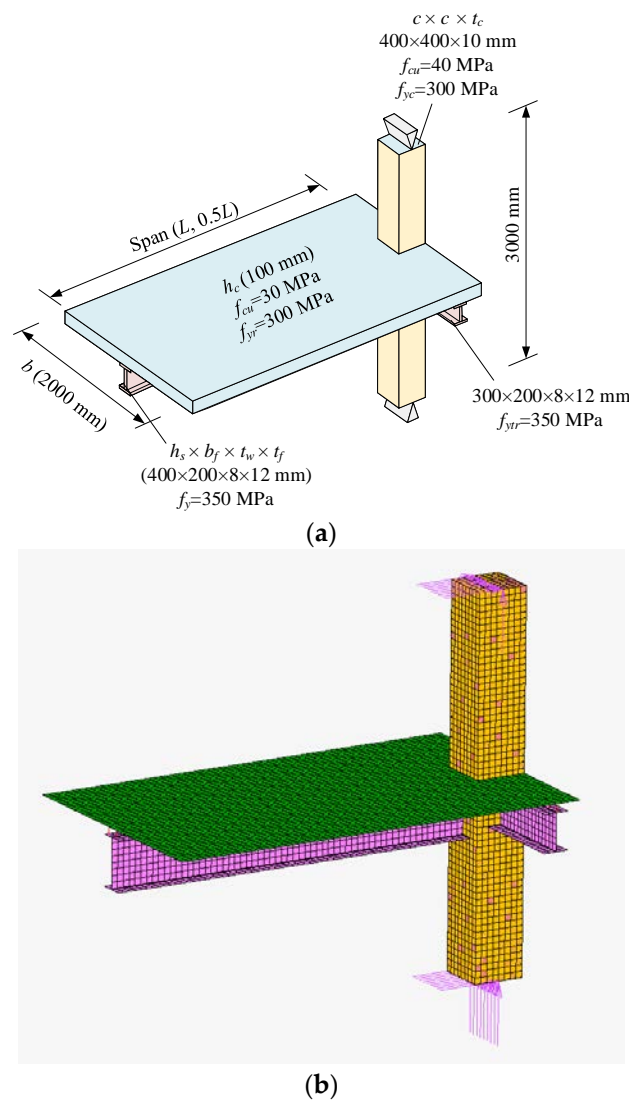 c × c × t_c
400×400×10 mm
f_cu=40 MPa
f_yc=300 MPa
Span (L, 0.5L)
3000 mm
h_c (100 mm)
f_cu=30 MPa
f_yr=300 MPa
b (2000 mm)
300×200×8×12 mm
f_ytr=350 MPa
h_s × b_f × t_w × t_f
(400×200×8×12 mm)
f_y=350 MPa
(a)
(b)